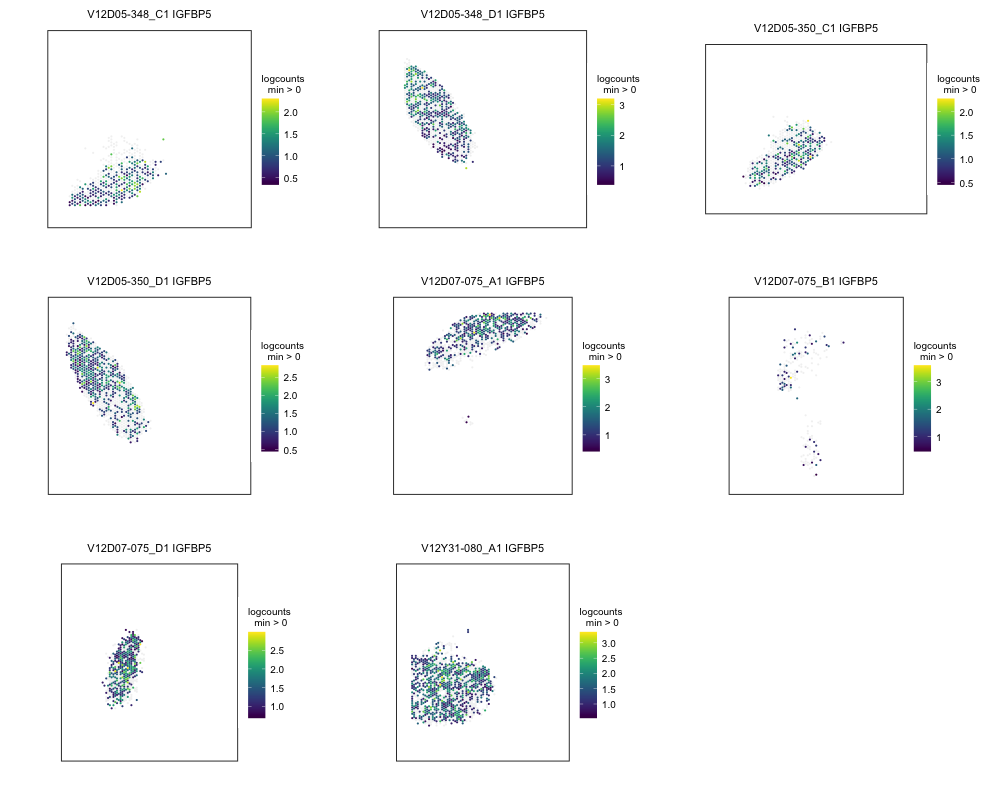 V12D05-348_C1 IGFBP5
logcounts
min > 0
2.0
1.5
1.0
0.5
V12D05-348_D1 IGFBP5
logcounts
min > 0
3
2
1
V12D05-350_C1 IGFBP5
logcounts
min > 0
2.0
1.5
1.0
0.5
V12D05-350_D1 IGFBP5
logcounts
min > 0
2.5
2.0
1.5
1.0
0.5
V12D07-075_A1 IGFBP5
logcounts
min > 0
3
2
1
V12D07-075_B1 IGFBP5
logcounts
min > 0
3
2
1
V12D07-075_D1 IGFBP5
logcounts
min > 0
2.5
2.0
1.5
1.0
V12Y31-080_A1 IGFBP5
logcounts
min > 0
3.0
2.5
2.0
1.5
1.0